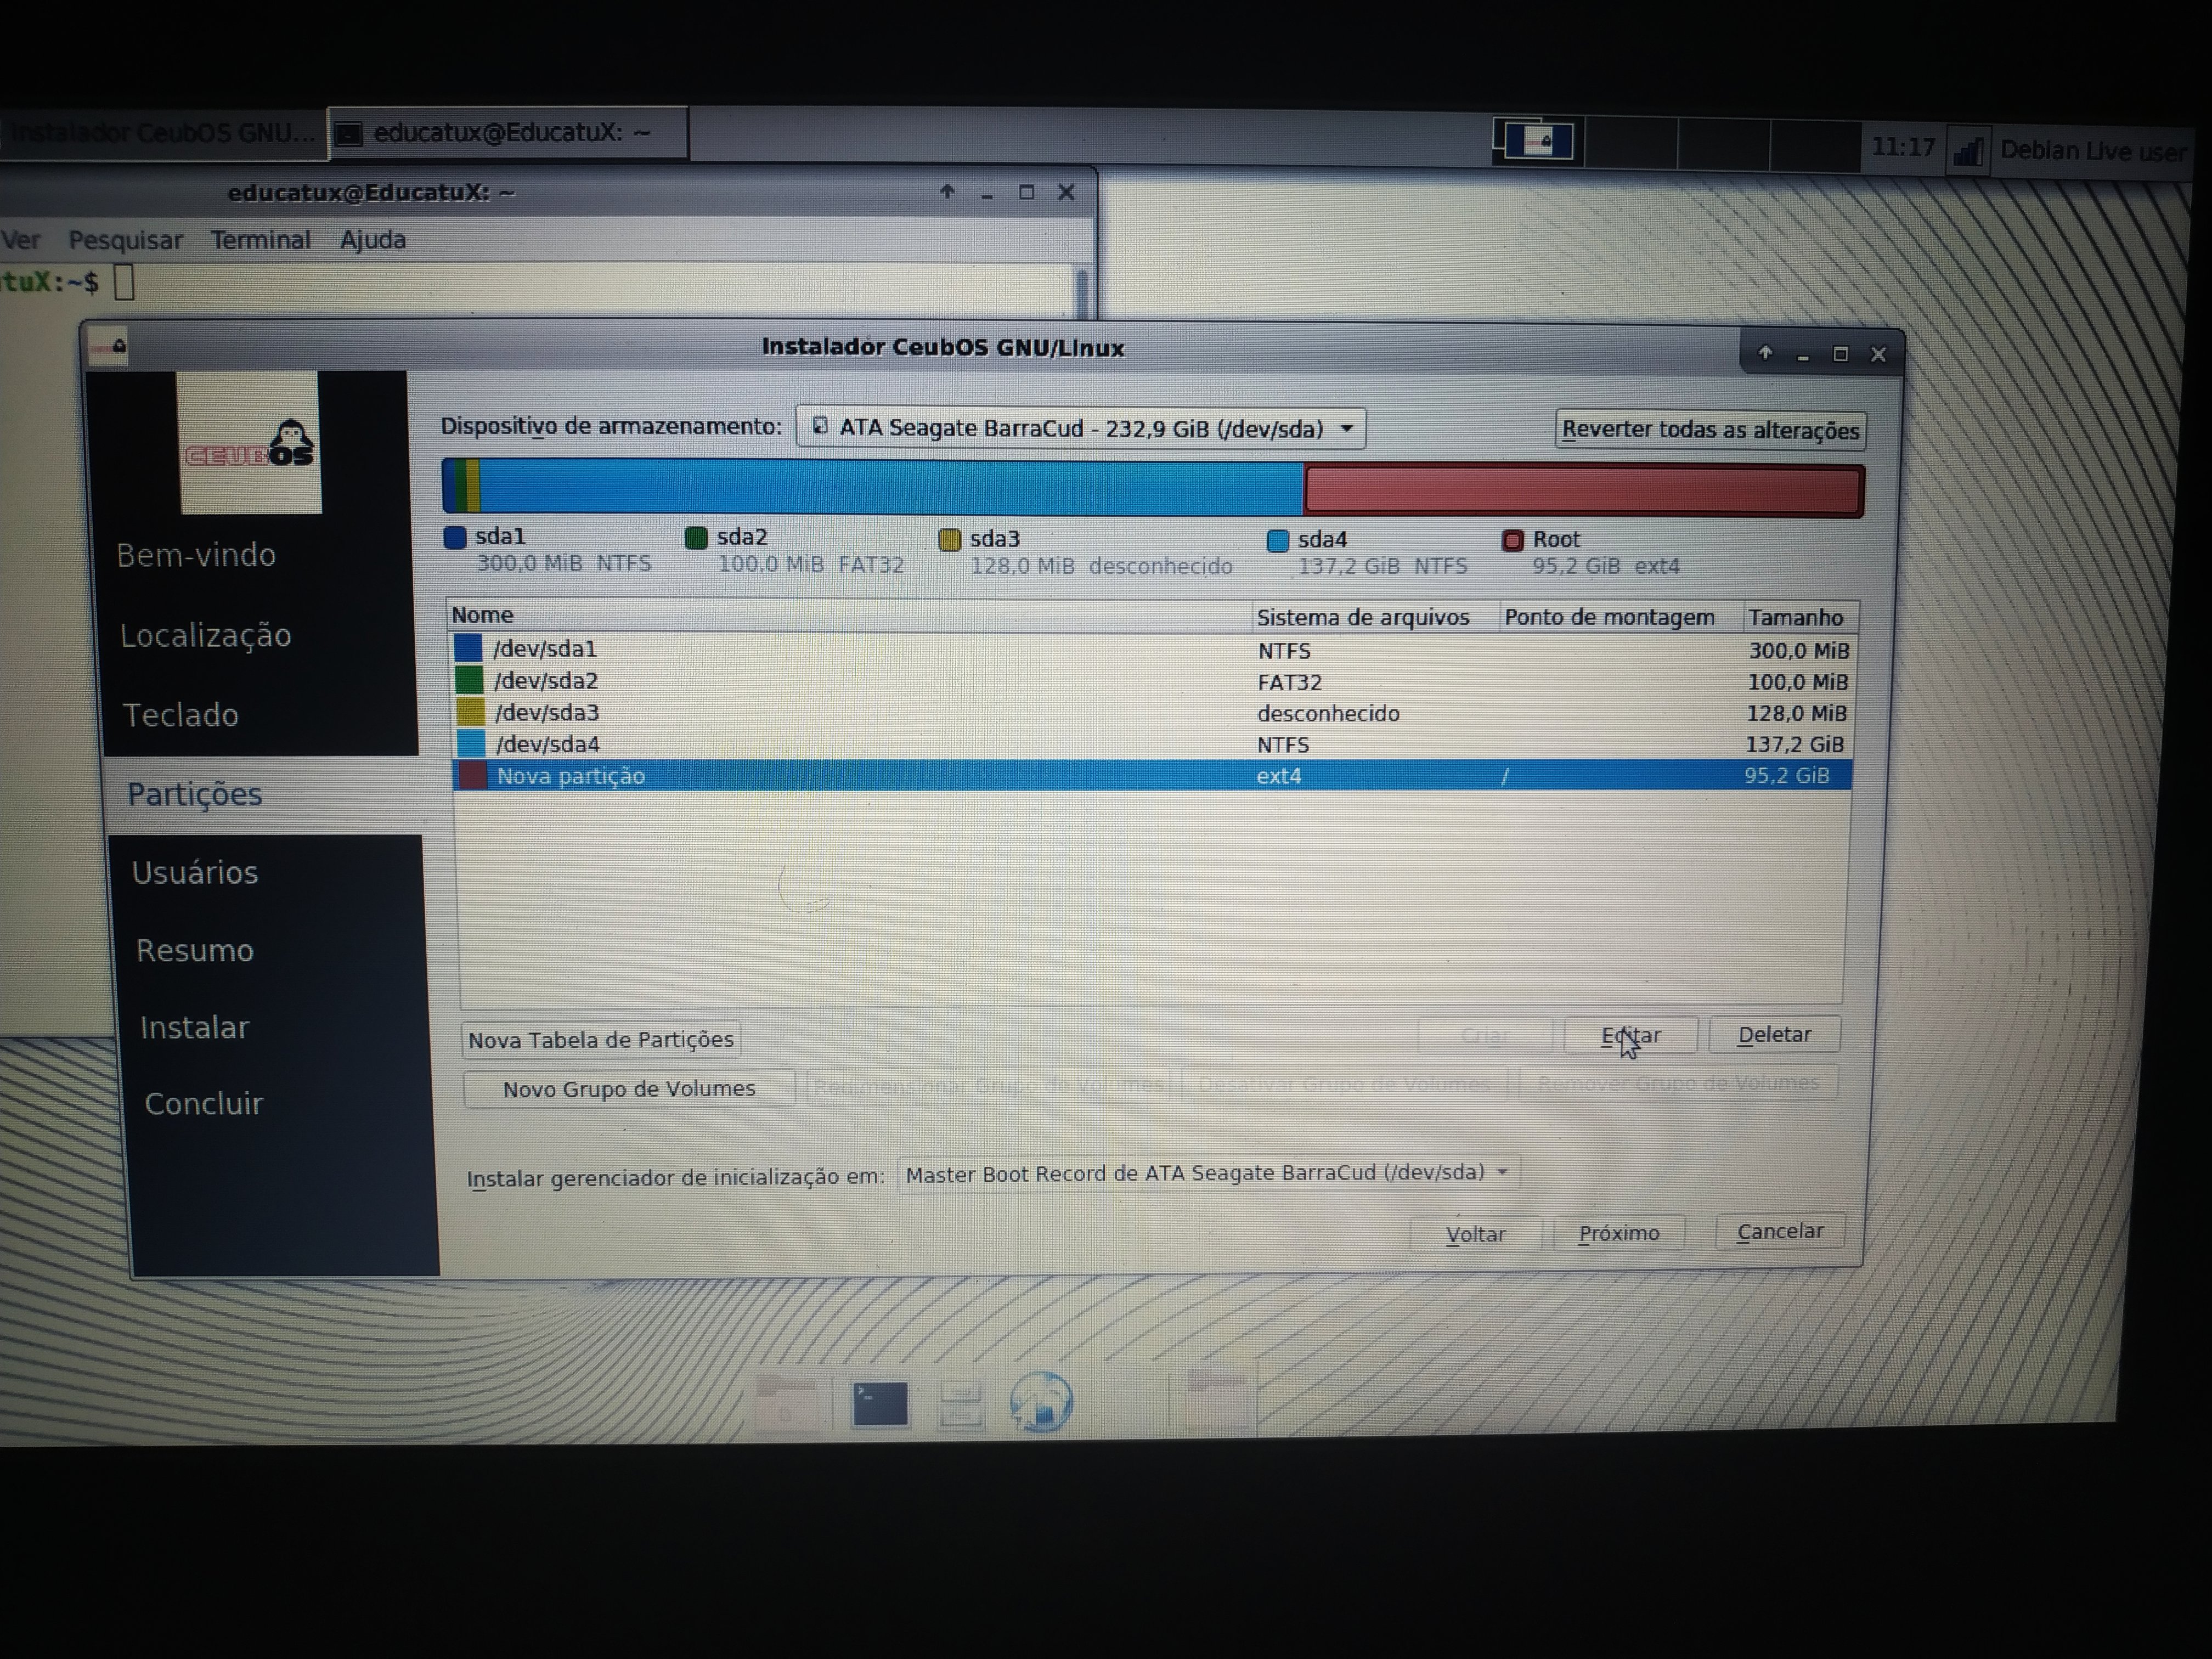 Instalador CeubOS GNU... educatux@EducatuX: ~ 11:17 Debian Live user
educatux@EducatuX: ~
Ver Pesquisar Terminal Ajuda
tuX:~$
Instalador CeubOS GNU/Linux
CEUBOS
Bem-vindo
Localização
Teclado
Partições
Usuários
Resumo
Instalar
Concluir
Dispositivo de armazenamento: ATA Seagate BarraCud - 232,9 GiB (/dev/sda) Reverter todas as alterações
sda1 sda2 sda3 sda4 Root
300,0 MiB NTFS 100,0 MiB FAT32 128,0 MiB desconhecido 137,2 GiB NTFS 95,2 GiB ext4
Nome Sistema de arquivos Ponto de montagem Tamanho
/dev/sda1 NTFS 300,0 MiB
/dev/sda2 FAT32 100,0 MiB
/dev/sda3 desconhecido 128,0 MiB
/dev/sda4 NTFS 137,2 GiB
Nova partição ext4 / 95,2 GiB
Nova Tabela de Partições Criar Editar Deletar
Novo Grupo de Volumes Redimensionar Grupo de Volumes Desativar Grupo de Volumes Remover Grupo de Volumes
Instalar gerenciador de inicialização em: Master Boot Record de ATA Seagate BarraCud (/dev/sda)
Voltar Próximo Cancelar